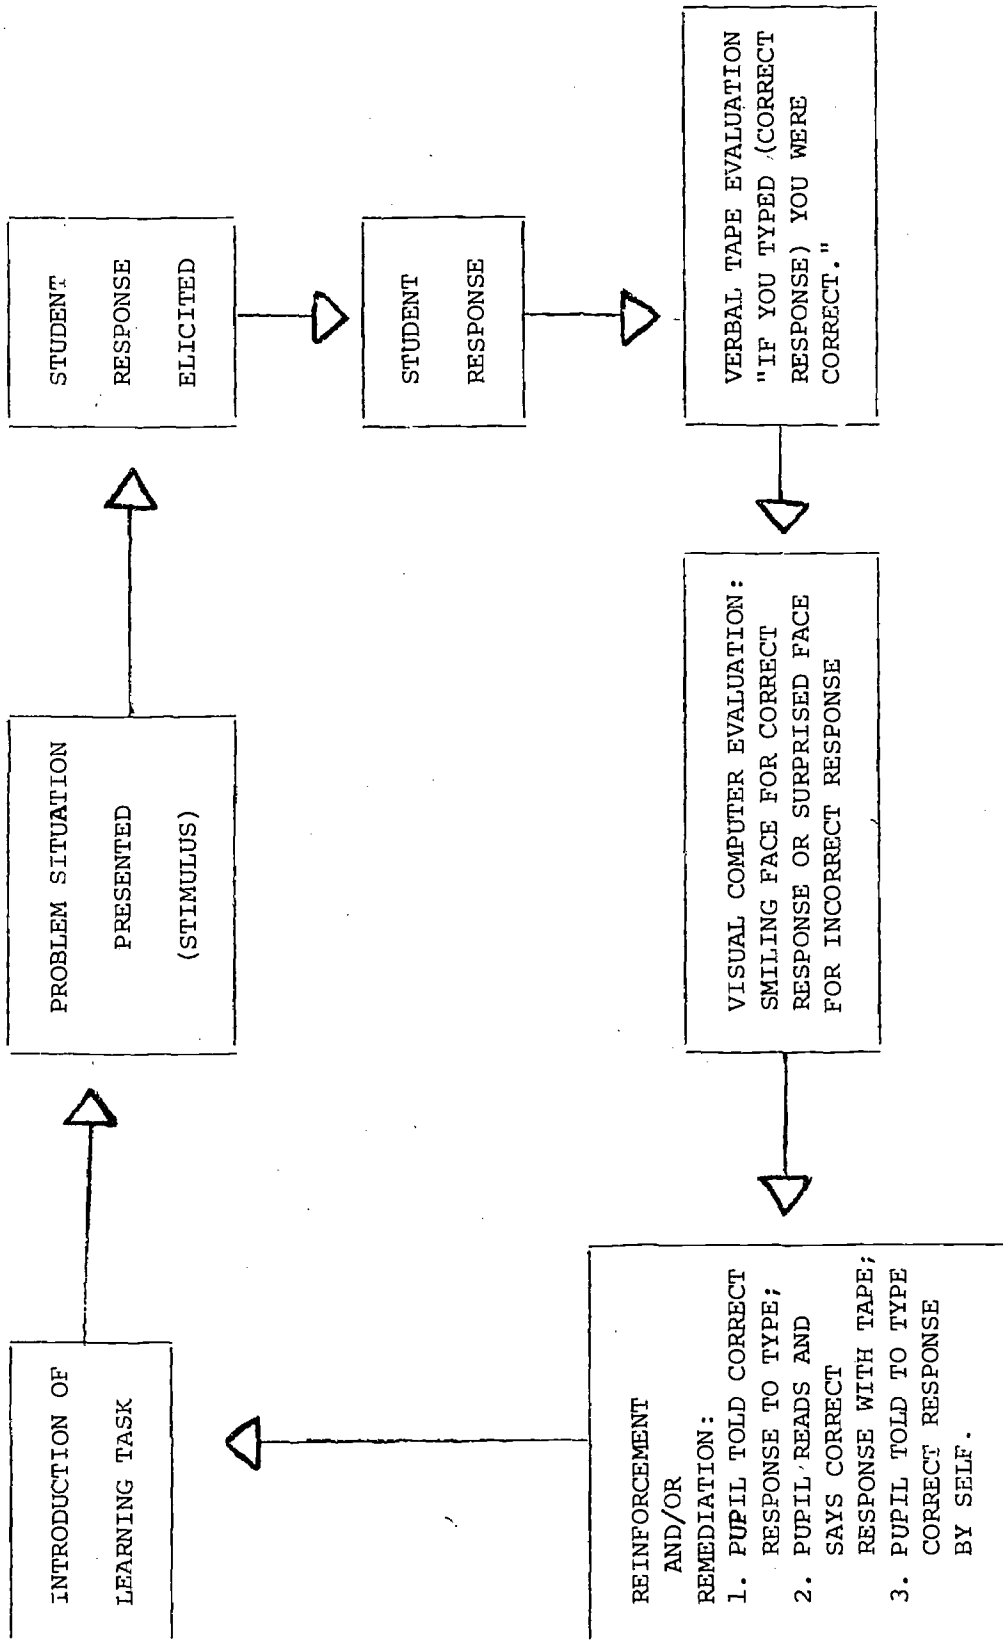 INTRODUCTION OF
LEARNING TASK
PROBLEM SITUATION
PRESENTED
(STIMULUS)
STUDENT
RESPONSE
ELICITED
STUDENT
RESPONSE
VERBAL TAPE EVALUATION
"IF YOU TYPED (CORRECT
RESPONSE) YOU WERE
CORRECT."
VISUAL COMPUTER EVALUATION:
SMILING FACE FOR CORRECT
RESPONSE OR SURPRISED FACE
FOR INCORRECT RESPONSE
REINFORCEMENT
AND/OR
REMEDIATION:
1. PUPIL TOLD CORRECT
RESPONSE TO TYPE;
2. PUPIL READS AND
SAYS CORRECT
RESPONSE WITH TAPE;
3. PUPIL TOLD TO TYPE
CORRECT RESPONSE
BY SELF.